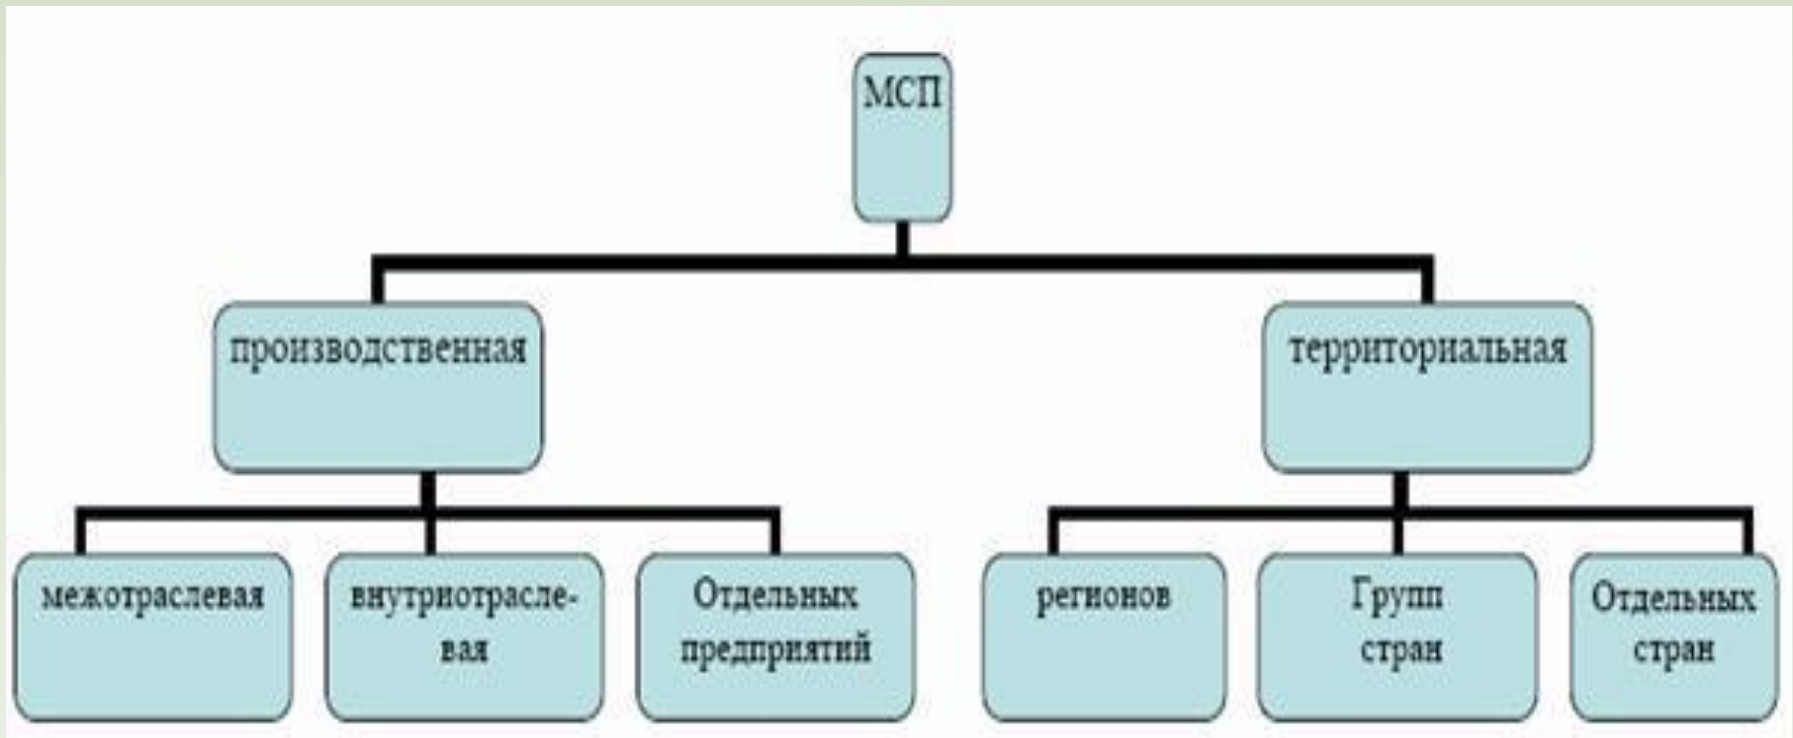 МСП
производственная
территориальная
межотраслевая
внутриотрасле-
вая
Отдельных
предприятий
регионов
Групп
стран
Отдельных
стран